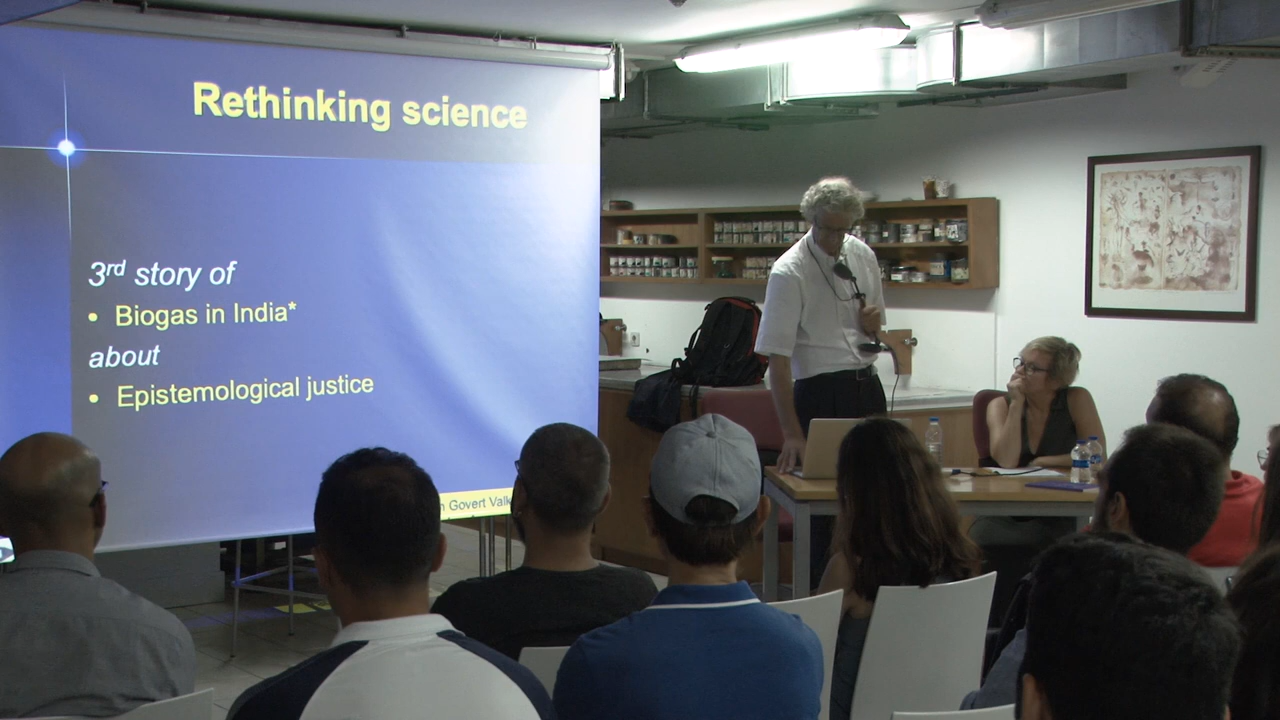 Rethinking science
3rd story of
• Biogas in India*
about
• Epistemological justice
Govert Valk